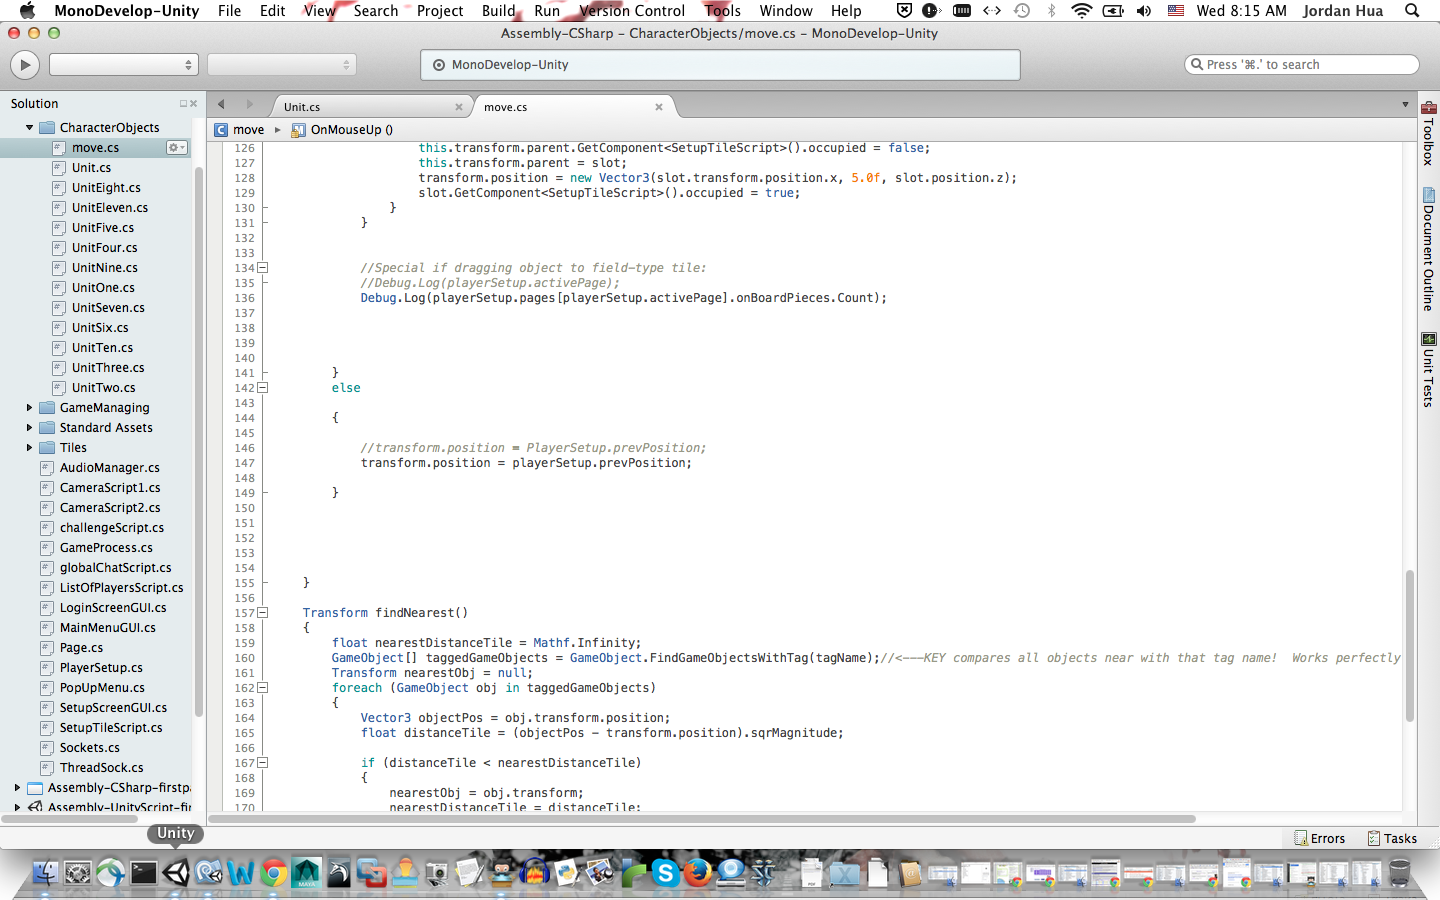 MonoDevelop-Unity File Edit View Search Project Build Run Version Control Tools Window Help Wed 8:15 AM Jordan Hua
Assembly-CSharp – CharacterObjects/move.cs – MonoDevelop-Unity
MonoDevelop-Unity
Press '⌘.' to search
Solution
CharacterObjects
move.cs
Unit.cs
UnitEight.cs
UnitEleven.cs
UnitFive.cs
UnitFour.cs
UnitNine.cs
UnitOne.cs
UnitSeven.cs
UnitSix.cs
UnitTen.cs
UnitThree.cs
UnitTwo.cs
GameManaging
Standard Assets
Tiles
AudioManager.cs
CameraScript1.cs
CameraScript2.cs
challengeScript.cs
GameProcess.cs
globalChatScript.cs
ListOfPlayersScript.cs
LoginScreenGUI.cs
MainMenuGUI.cs
Page.cs
PlayerSetup.cs
PopUpMenu.cs
SetupScreenGUI.cs
SetupTileScript.cs
Sockets.cs
ThreadSock.cs
Assembly-CSharp-firstp
Assembly-UnityScript-fir
Unit.cs
move.cs
move OnMouseUp ()
126 this.transform.parent.GetComponent<SetupTileScript>().occupied = false;
127 this.transform.parent = slot;
128 transform.position = new Vector3(slot.transform.position.x, 5.0f, slot.position.z);
129 slot.GetComponent<SetupTileScript>().occupied = true;
130 }
131 }
132
133
134 //Special if dragging object to field-type tile:
135 //Debug.Log(playerSetup.activePage);
136 Debug.Log(playerSetup.pages[playerSetup.activePage].onBoardPieces.Count);
137
138
139
140
141 }
142 else
143
144 {
145
146 //transform.position = PlayerSetup.prevPosition;
147 transform.position = playerSetup.prevPosition;
148
149 }
150
151
152
153
154
155 }
156
157 Transform findNearest()
158 {
159 float nearestDistanceTile = Mathf.Infinity;
160 GameObject[] taggedGameObjects = GameObject.FindGameObjectsWithTag(tagName);//<---KEY compares all objects near with that tag name! Works perfectly
161 Transform nearestObj = null;
162 foreach (GameObject obj in taggedGameObjects)
163 {
164 Vector3 objectPos = obj.transform.position;
165 float distanceTile = (objectPos - transform.position).sqrMagnitude;
166
167 if (distanceTile < nearestDistanceTile)
168 {
169 nearestObj = obj.transform;
170 nearestDistanceTile = distanceTile;
Toolbox
Document Outline
Unit Tests
Errors Tasks
Unity
MAYA
PDF